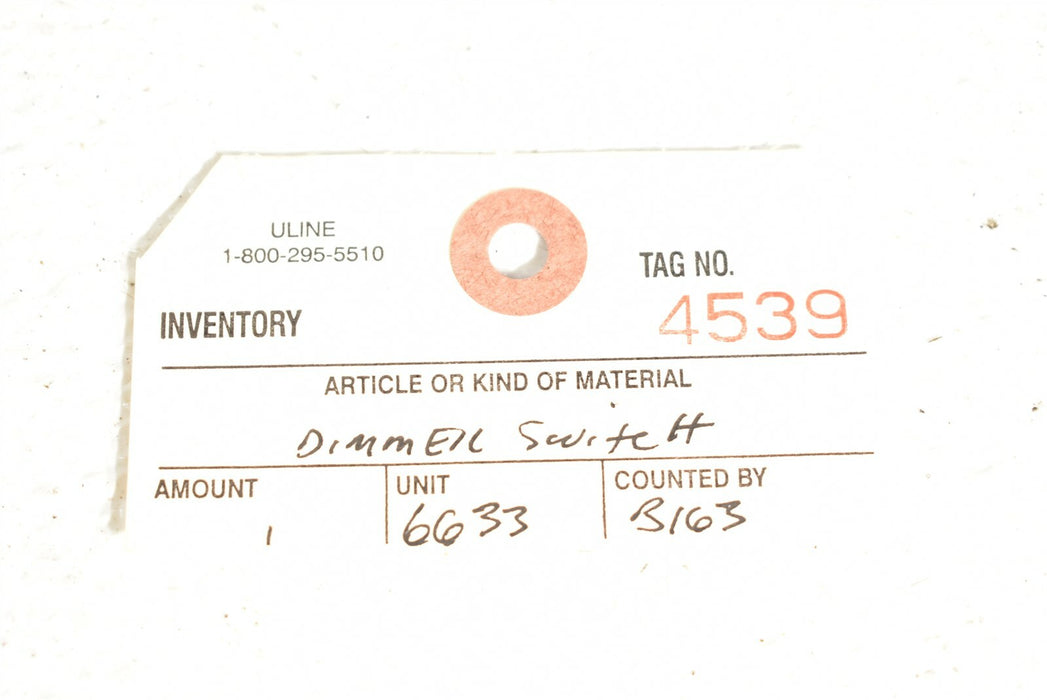 ULINE
1-800-295-5510
TAG NO.
4539
INVENTORY
ARTICLE OR KIND OF MATERIAL
DIMMER SwitcH
AMOUNT
1
UNIT
6633
COUNTED BY
B163